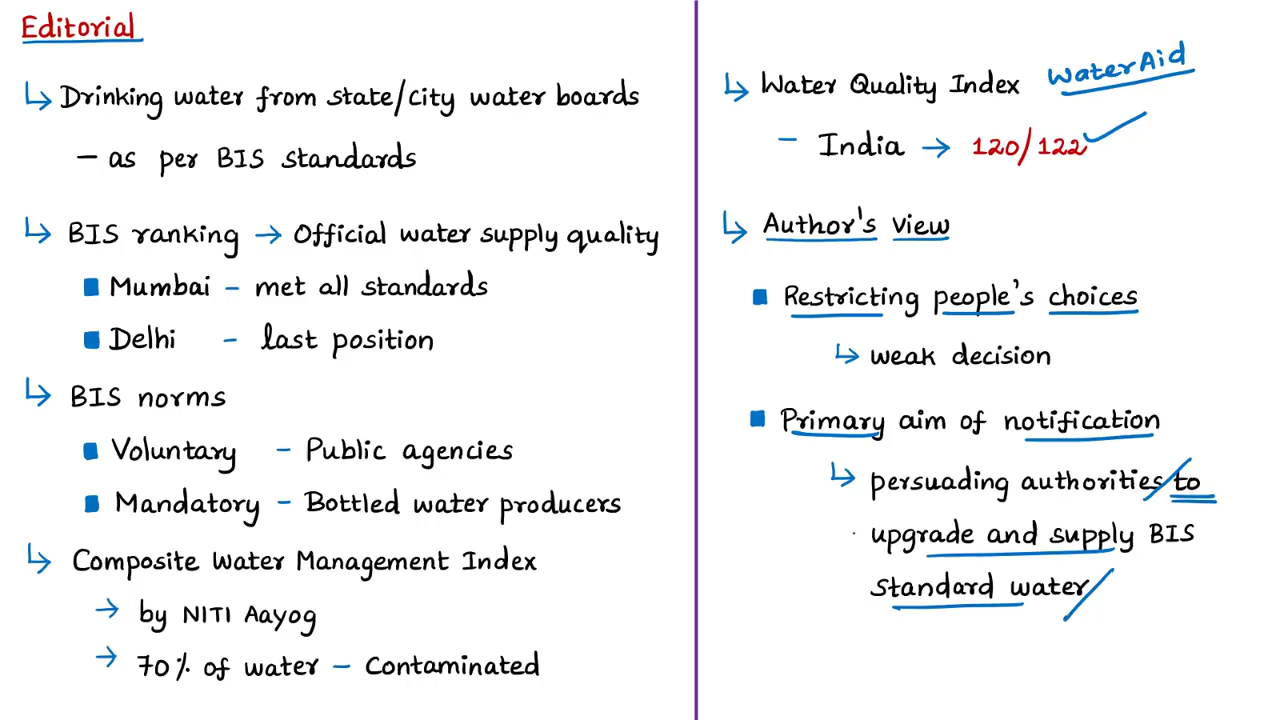 Editorial
↳ Drinking water from state/city water boards
– as per BIS standards
↳ BIS ranking → Official water supply quality
■ Mumbai – met all standards
■ Delhi – last position
↳ BIS norms
■ Voluntary – Public agencies
■ Mandatory – Bottled water producers
↳ Composite Water Management Index
→ by NITI Aayog
→ 70% of water – Contaminated
↳ Water Quality Index WaterAid
– India → 120/122
↳ Author's view
■ Restricting people's choices
↳ weak decision
■ Primary aim of notification
↳ persuading authorities/to
upgrade and supply BIS
standard water/